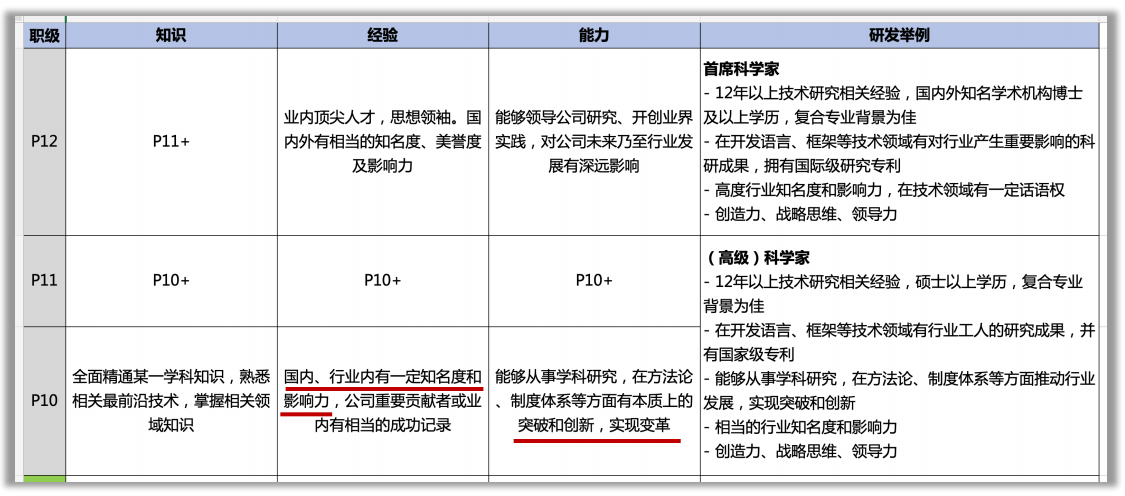 职级 知识 经验 能力 研发举例
P12
P11+
业内顶尖人才，思想领袖。国
内外有相当的知名度、美誉度
及影响力
能够领导公司研究、开创业界
实践，对公司未来乃至行业发
展有深远影响
首席科学家
- 12年以上技术研究相关经验，国内外知名学术机构博士
及以上学历，复合专业背景为佳
- 在开发语言、框架等技术领域有对行业产生重要影响的科
研成果，拥有国际级研究专利
- 高度行业知名度和影响力，在技术领域有一定话语权
- 创造力、战略思维、领导力
P11
P10+
P10+
P10+
（高级）科学家
- 12年以上技术研究相关经验，硕士以上学历，复合专业
背景为佳
- 在开发语言、框架等技术领域有行业工人的研究成果，并
有国家级专利
- 能够从事学科研究，在方法论、制度体系等方面推动行业
发展，实现突破和创新
- 相当的行业知名度和影响力
- 创造力、战略思维、领导力
P10
全面精通某一学科知识，熟悉
相关最前沿技术，掌握相关领
域知识
国内、行业内有一定知名度和
影响力，公司重要贡献者或业
内有相当的成功记录
能够从事学科研究，在方法论
、制度体系等方面有本质上的
突破和创新，实现变革